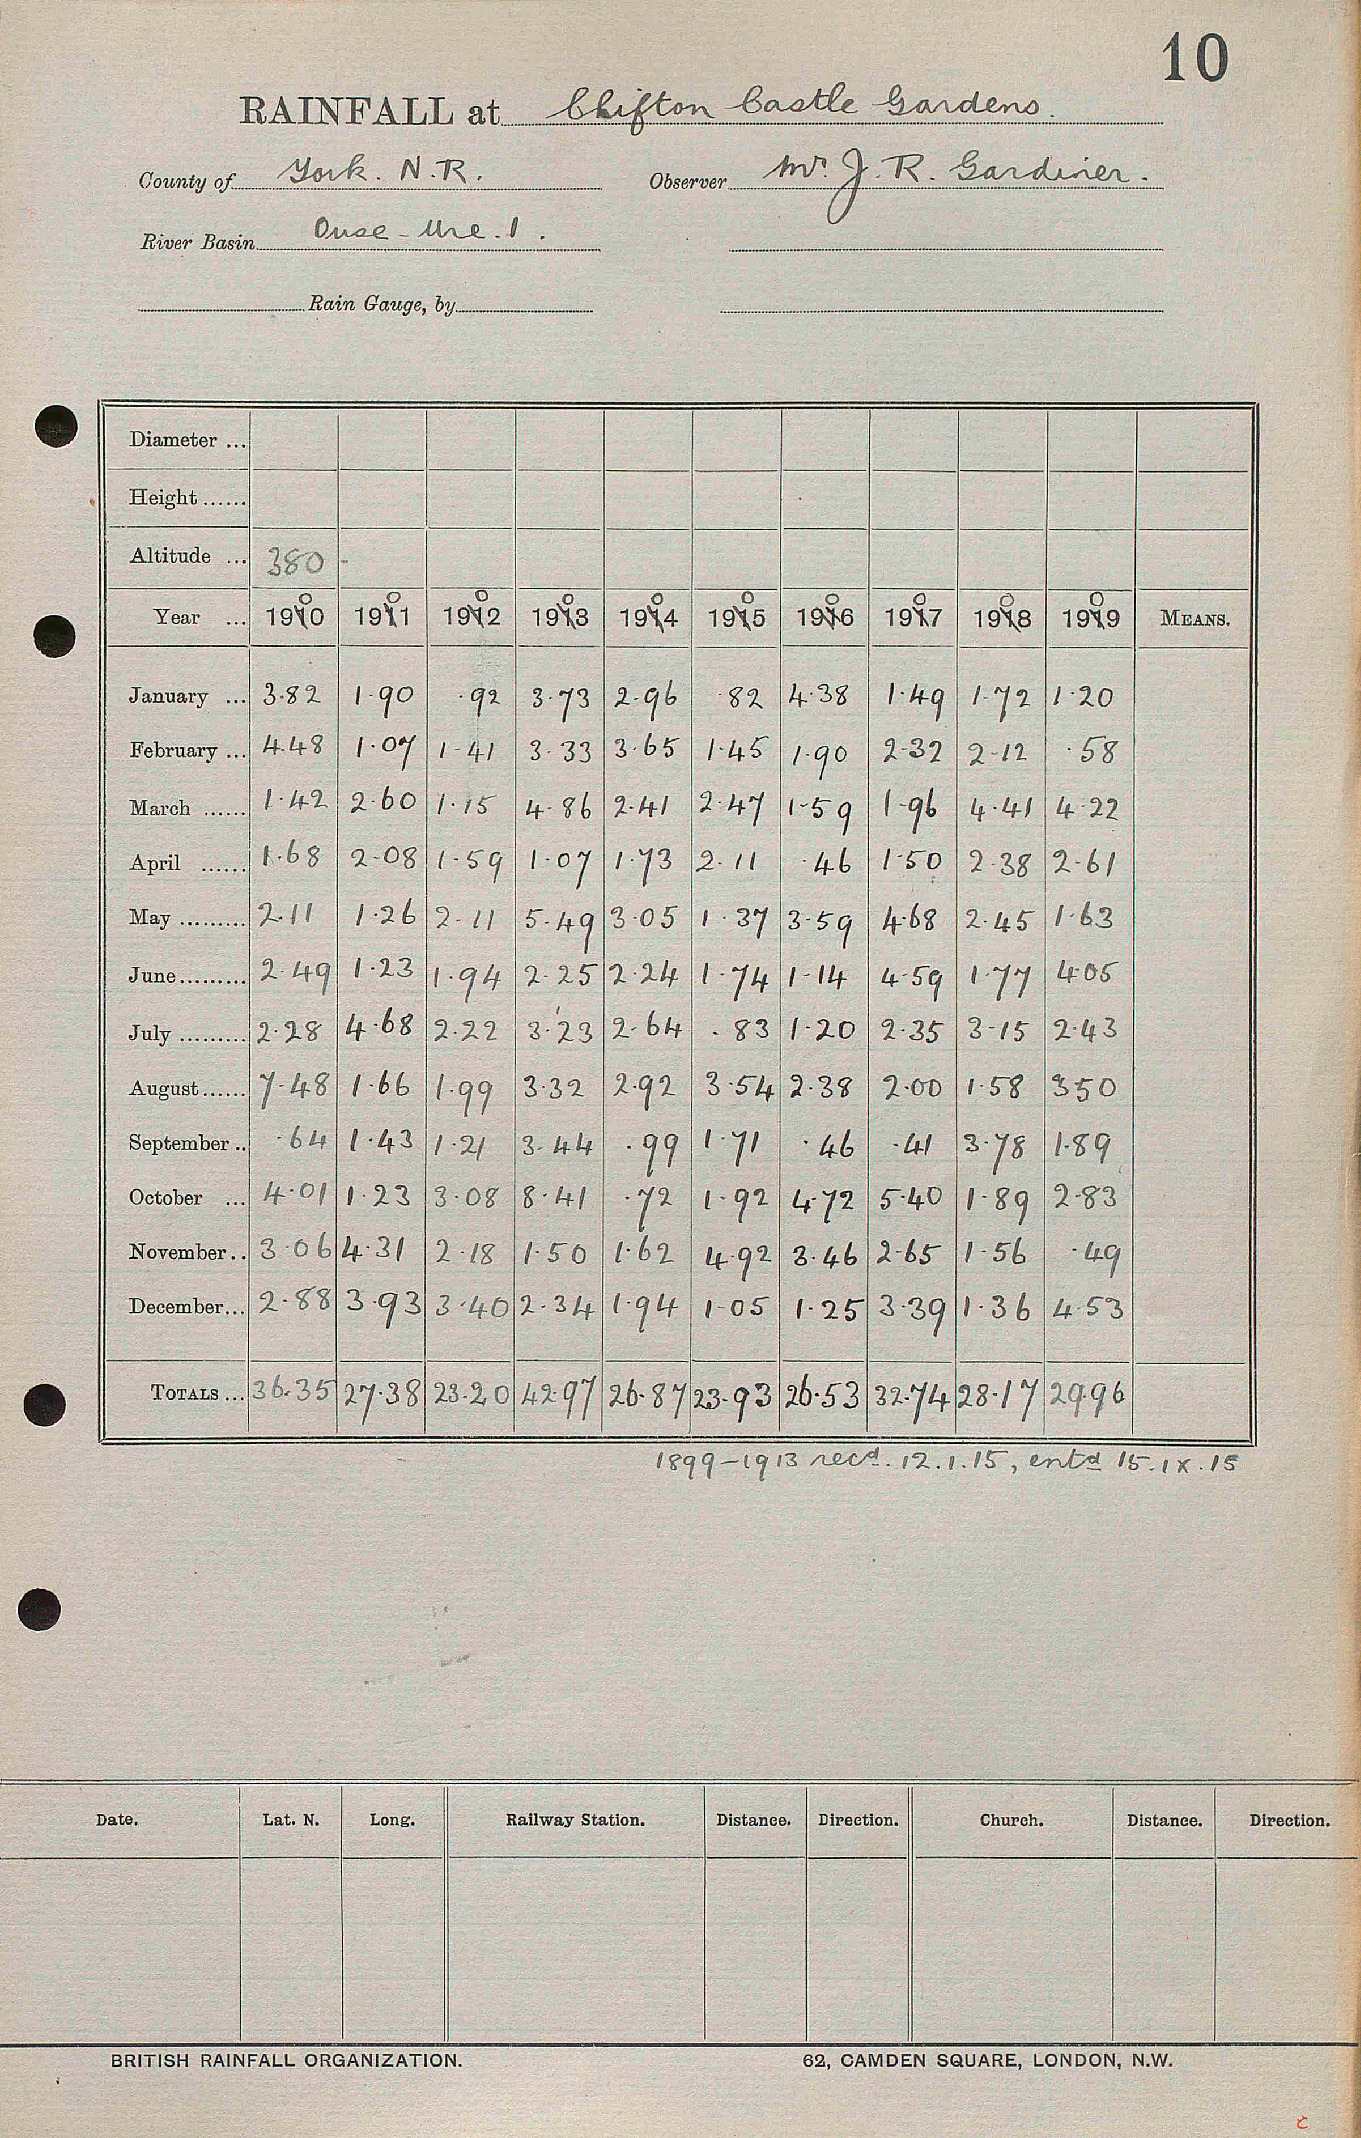 10
RAINFALL at Clifton Castle Gardens.
County of York. N.R. Observer Mr. J. R. Gardiner.
River Basin Ouse - Ure. 1.
Rain Gauge, by
Diameter ...
Height ......
Altitude ... 380 -
0 0 0 0 0 0 0 0 0
Year ... 1910 1911 1912 1913 1914 1915 1916 1917 1918 1919 MEANS.
January ... 3.82 1.90 .92 3.73 2.96 .82 4.38 1.49 1.72 1.20
February ... 4.48 1.07 1.41 3.33 3.65 1.45 1.90 2.32 2.12 .58
March ...... 1.42 2.60 1.15 4.86 2.41 2.47 1.59 1.96 4.41 4.22
April ...... 1.68 2.08 1.59 1.07 1.73 2.11 .46 1.50 2.38 2.61
May ......... 2.11 1.26 2.11 5.49 3.05 1.37 3.59 4.68 2.45 1.63
June ......... 2.49 1.23 1.94 2.25 2.24 1.74 1.14 4.59 1.77 4.05
July ......... 2.28 4.68 2.22 3.23 2.64 .83 1.20 2.35 3.15 2.43
August ...... 7.48 1.66 1.99 3.32 2.92 3.54 2.38 2.00 1.58 3.50
September .. .64 1.43 1.21 3.44 .99 1.71 .46 .41 3.78 1.89
October ... 4.01 1.23 3.08 8.41 .72 1.92 4.72 5.40 1.89 2.83
November .. 3.06 4.31 2.18 1.50 1.62 4.92 3.46 2.65 1.56 .49
December ... 2.88 3.93 3.40 2.34 1.94 1.05 1.25 3.39 1.36 4.53
TOTALS ... 36.35 27.38 23.20 42.97 26.87 23.93 26.53 32.74 28.17 29.96
1899-1913 recd. 12.1.15, entd 15.IX.15
Date. Lat. N. Long. Railway Station. Distance. Direction. Church. Distance. Direction.
BRITISH RAINFALL ORGANIZATION. 62, CAMDEN SQUARE, LONDON, N.W.
c